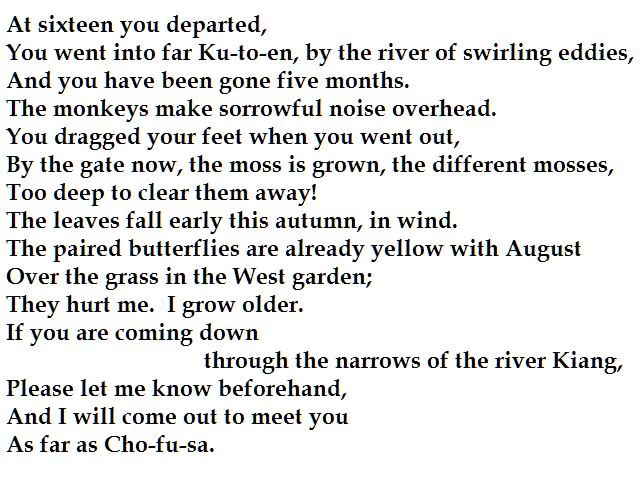 At sixteen you departed,
You went into far Ku-to-en, by the river of swirling eddies,
And you have been gone five months.
The monkeys make sorrowful noise overhead.
You dragged your feet when you went out,
By the gate now, the moss is grown, the different mosses,
Too deep to clear them away!
The leaves fall early this autumn, in wind.
The paired butterflies are already yellow with August
Over the grass in the West garden;
They hurt me.  I grow older.
If you are coming down
through the narrows of the river Kiang,
Please let me know beforehand,
And I will come out to meet you
As far as Cho-fu-sa.